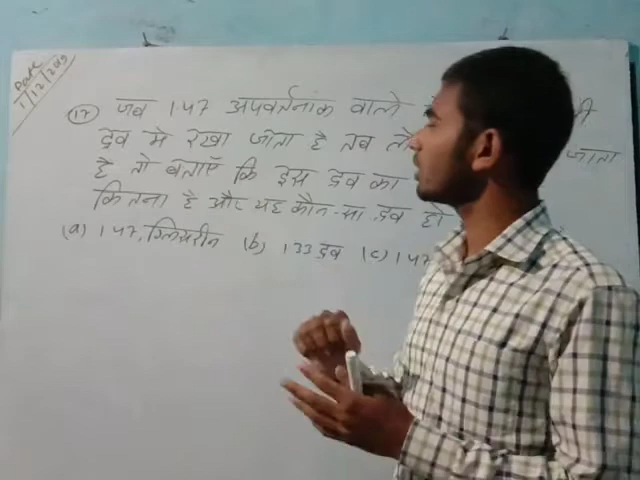 Date
1/12/2019
(17) जब 1.47 अपवर्तनांक वाले
द्रव मे रखा जाता है तब जाता
है तो बताएँ कि इस द्रव का
कितना है और यह कौन-सा द्रव हो
(a) 1.47, ग्लिसरीन (b) 1.33 द्रव (c) 1.47